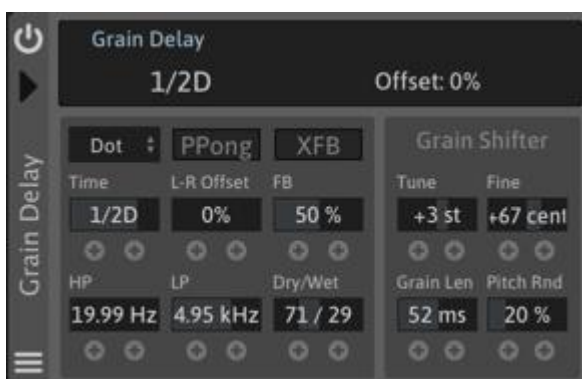 Grain Delay
1/2D Offset: 0%
Grain Delay
Dot PPong XFB
Time L-R Offset FB
1/2D 0% 50 %
HP LP Dry/Wet
19.99 Hz 4.95 kHz 71 / 29
Grain Shifter
Tune Fine
+3 st +67 cent
Grain Len Pitch Rnd
52 ms 20 %